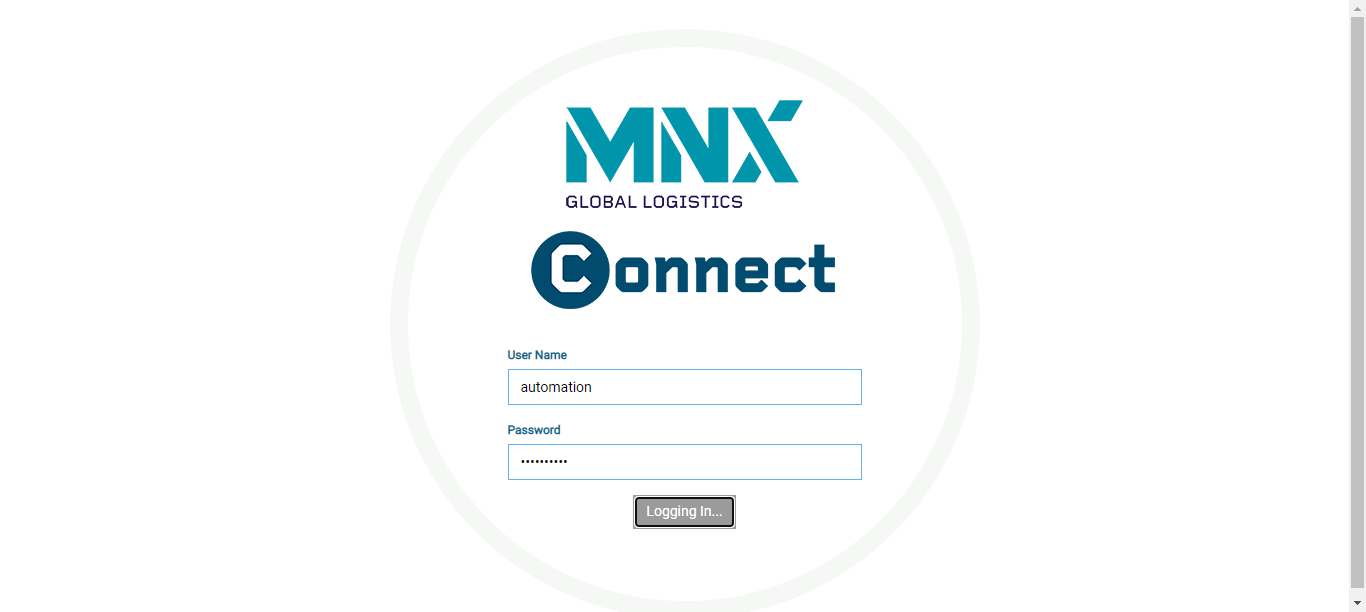 MNX
GLOBAL LOGISTICS
Connect
User Name
automation
Password
••••••••••
Logging In...